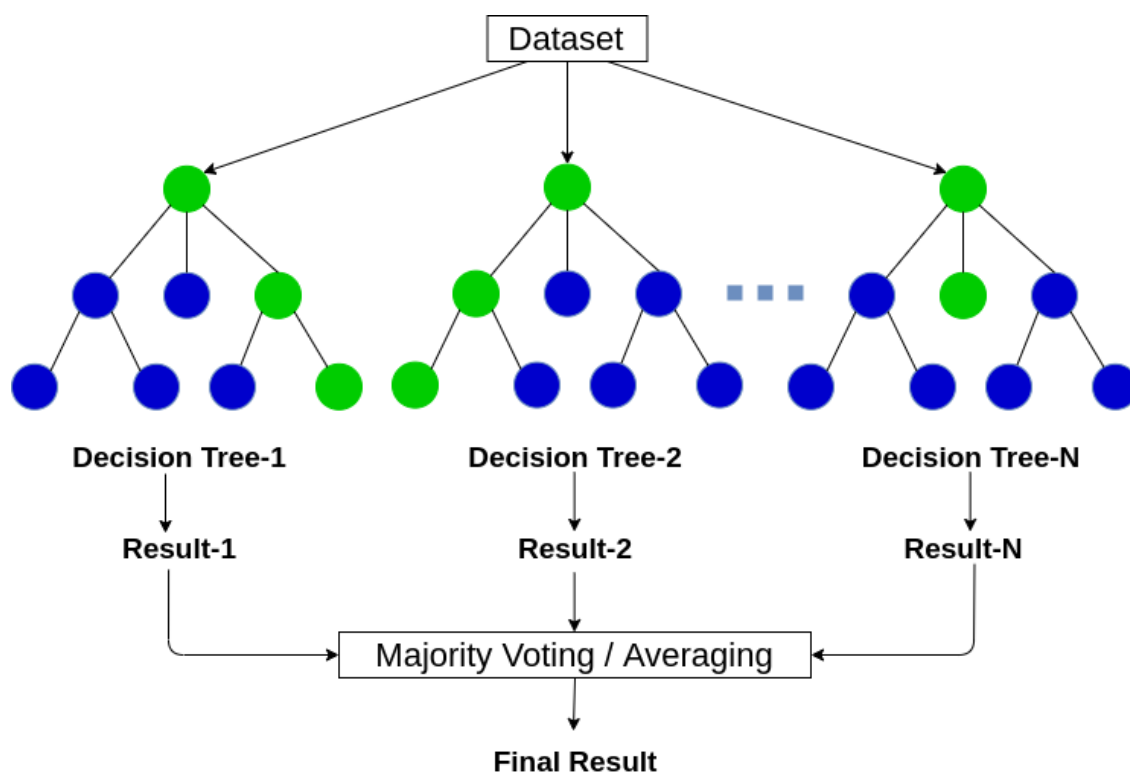 Dataset
Decision Tree-1
Decision Tree-2
Decision Tree-N
Result-1
Result-2
Result-N
Majority Voting / Averaging
Final Result